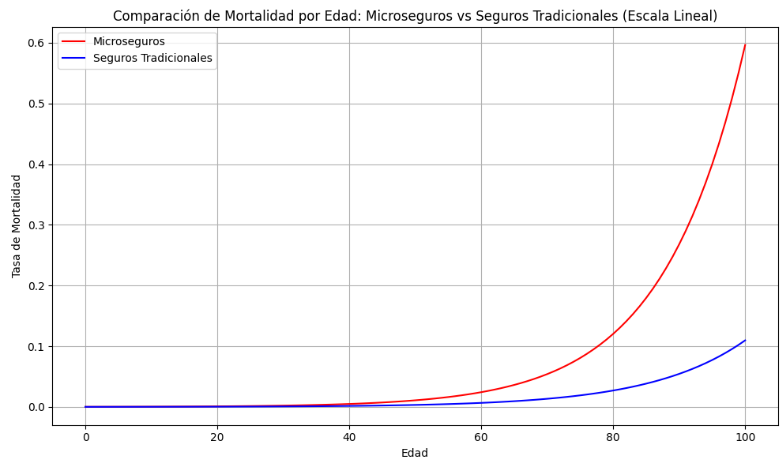 Comparación de Mortalidad por Edad: Microseguros vs Seguros Tradicionales (Escala Lineal)
Microseguros
Seguros Tradicionales
Tasa de Mortalidad
0.6
0.5
0.4
0.3
0.2
0.1
0.0
0 20 40 60 80 100
Edad